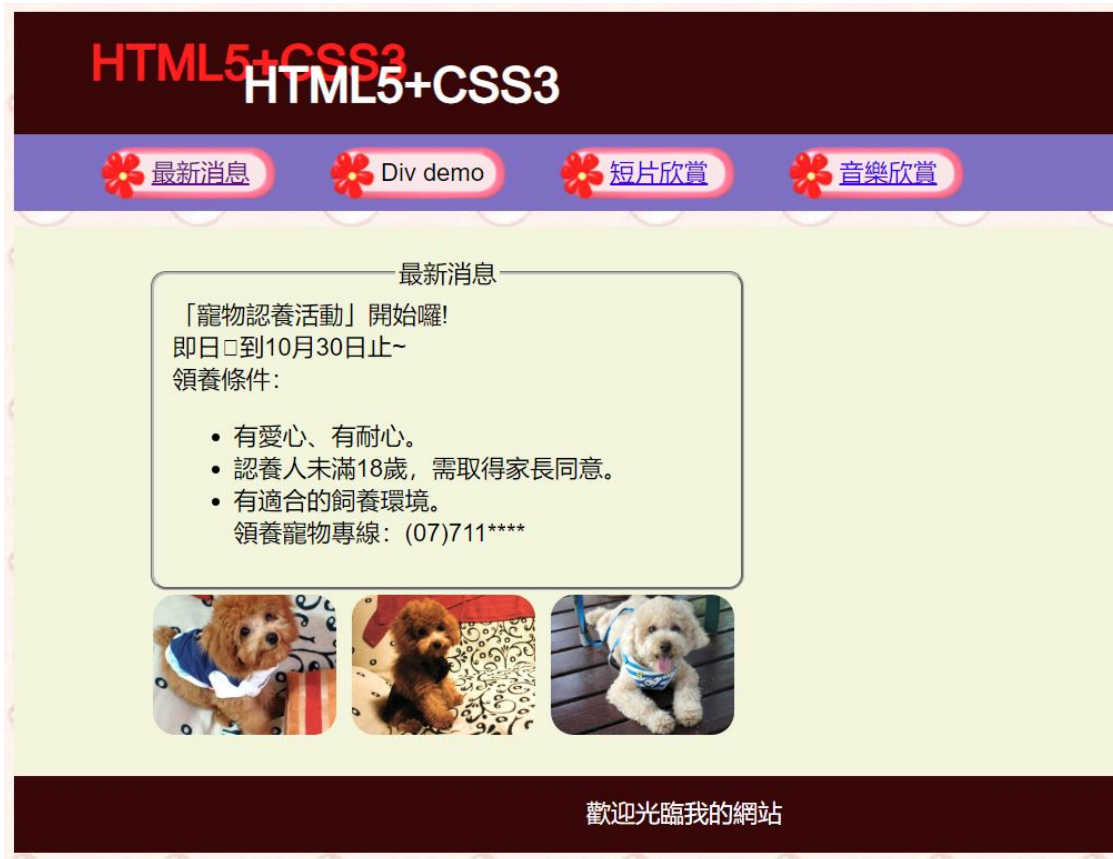 HTML5+CSS3
HTML5+CSS3
最新消息 Div demo 短片欣賞 音樂欣賞
最新消息
「寵物認養活動」開始囉!
即日□到10月30日止~
領養條件：
• 有愛心、有耐心。
• 認養人未滿18歲，需取得家長同意。
• 有適合的飼養環境。
領養寵物專線：(07)711****
歡迎光臨我的網站